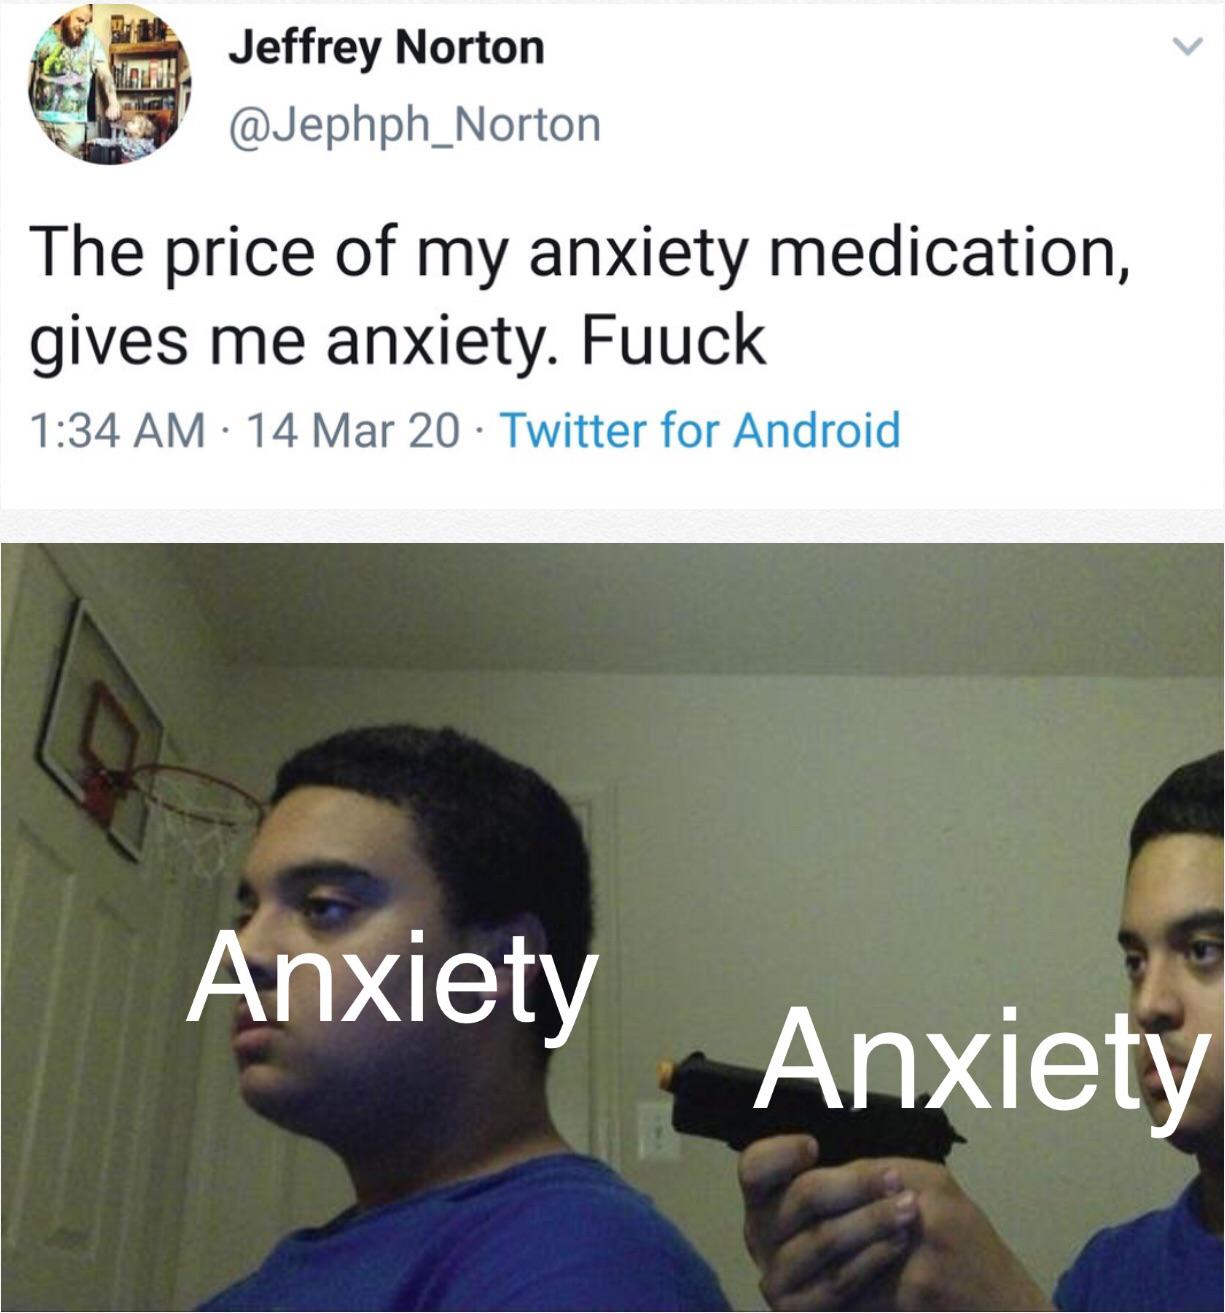 Jeffrey Norton
@Jephph_Norton
The price of my anxiety medication,
gives me anxiety. Fuuck
1:34 AM · 14 Mar 20 · Twitter for Android
Anxiety
Anxiety